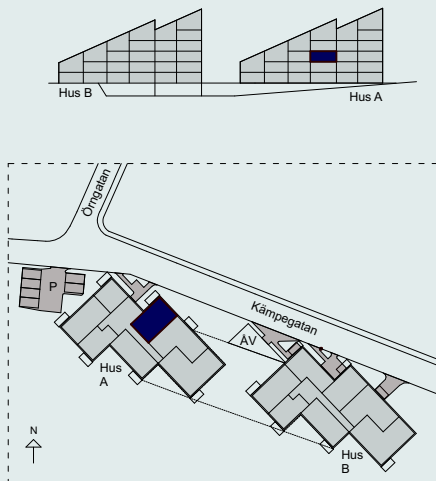 Hus B
Hus A
Örngatan
P
Kämpegatan
ÅV
Hus
A
N
Hus
B